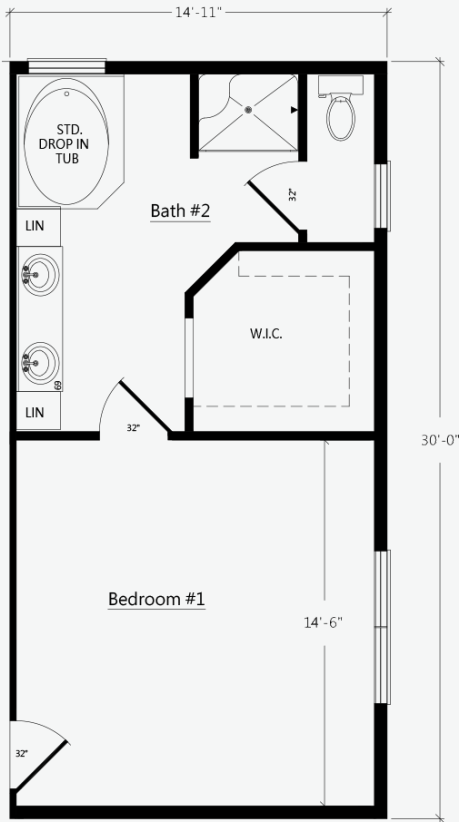 14'-11"
STD.
DROP IN
TUB
32"
LIN
Bath #2
W.I.C.
69
LIN
32"
30'-0"
Bedroom #1
14'-6"
32"